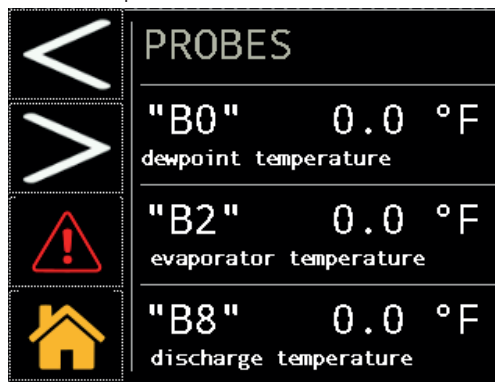 PROBES
"B0" 0.0 °F
dewpoint temperature
"B2" 0.0 °F
evaporator temperature
"B8" 0.0 °F
discharge temperature